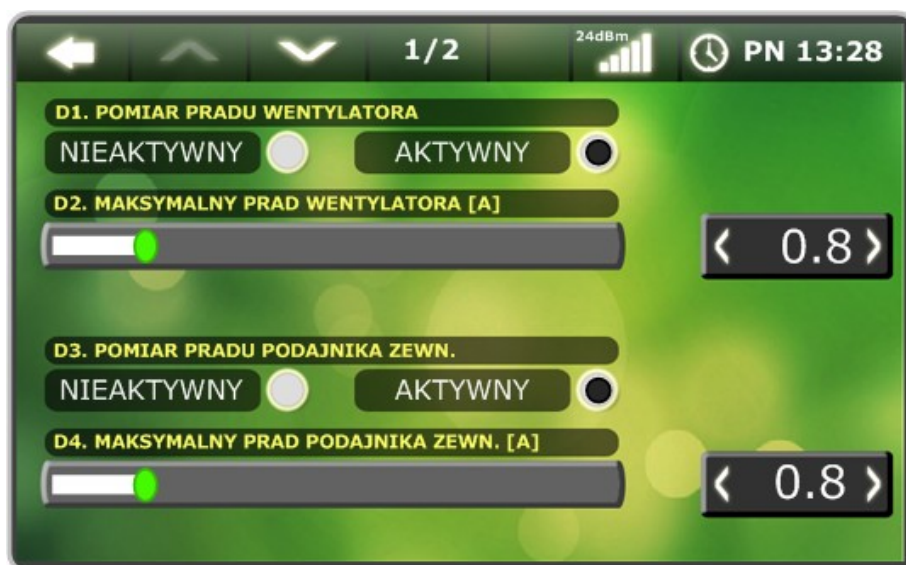 1/2 24dBm PN 13:28
D1. POMIAR PRADU WENTYLATORA
NIEAKTYWNY AKTYWNY
D2. MAKSYMALNY PRAD WENTYLATORA [A]
0.8
D3. POMIAR PRADU PODAJNIKA ZEWN.
NIEAKTYWNY AKTYWNY
D4. MAKSYMALNY PRAD PODAJNIKA ZEWN. [A]
0.8